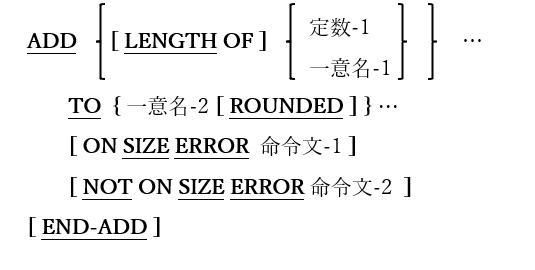 ADD { [ LENGTH OF ] { 定数-1
一意名-1 } } …
TO { 一意名-2 [ ROUNDED ] } …
[ ON SIZE ERROR 命令文-1 ]
[ NOT ON SIZE ERROR 命令文-2 ]
[ END-ADD ]